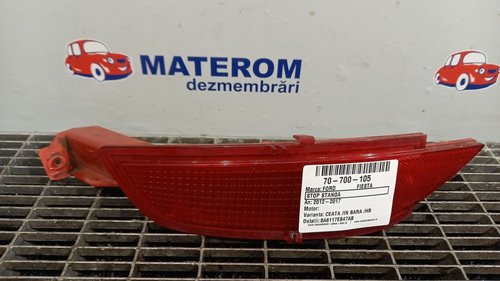 MATEROM
dezmembrări
70-700-105
Marca: FORD FIESTA
STOP STANGA
An: 2012-2017
Motor:
Varianta: CEATA /IN BARA /HB
Detalii: 8A6117E847AB